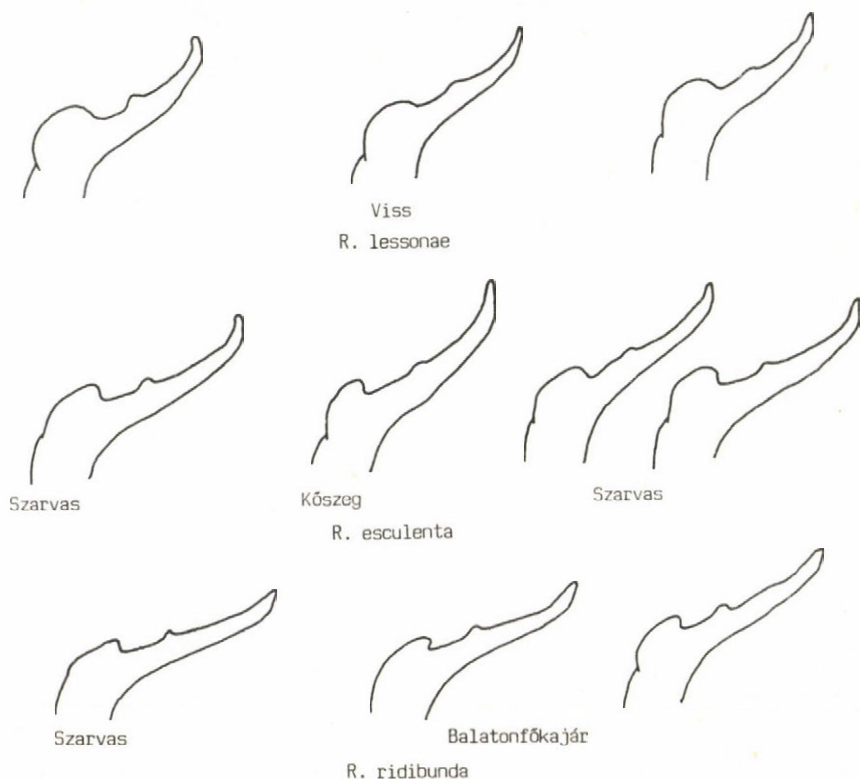 Viss
R. lessonae
Szarvas Kőszeg Szarvas
R. esculenta
Szarvas Balatonfőkajár
R. ridibunda